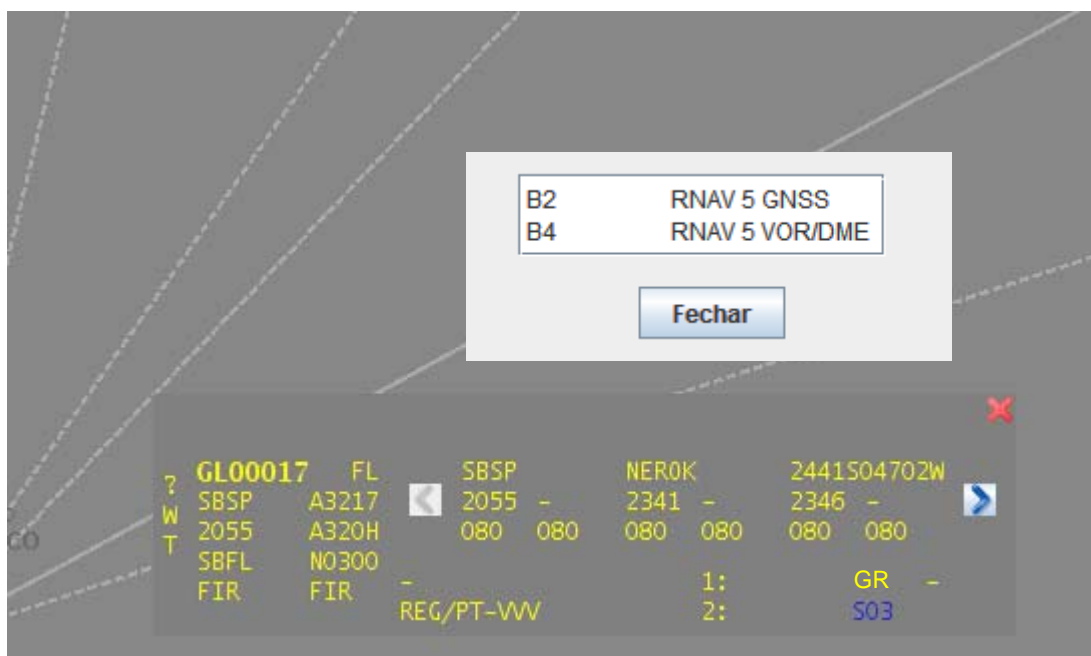 B2 RNAV 5 GNSS
B4 RNAV 5 VOR/DME
Fechar
? GL00017 FL SBSP NEROK 2441S04702W
W SBSP A3217 2055 - 2341 - 2346 -
T 2055 A320H 080 080 080 080 080 080
SBFL N0300
FIR FIR - 1: GR -
REG/PT-VVV 2: S03
CO